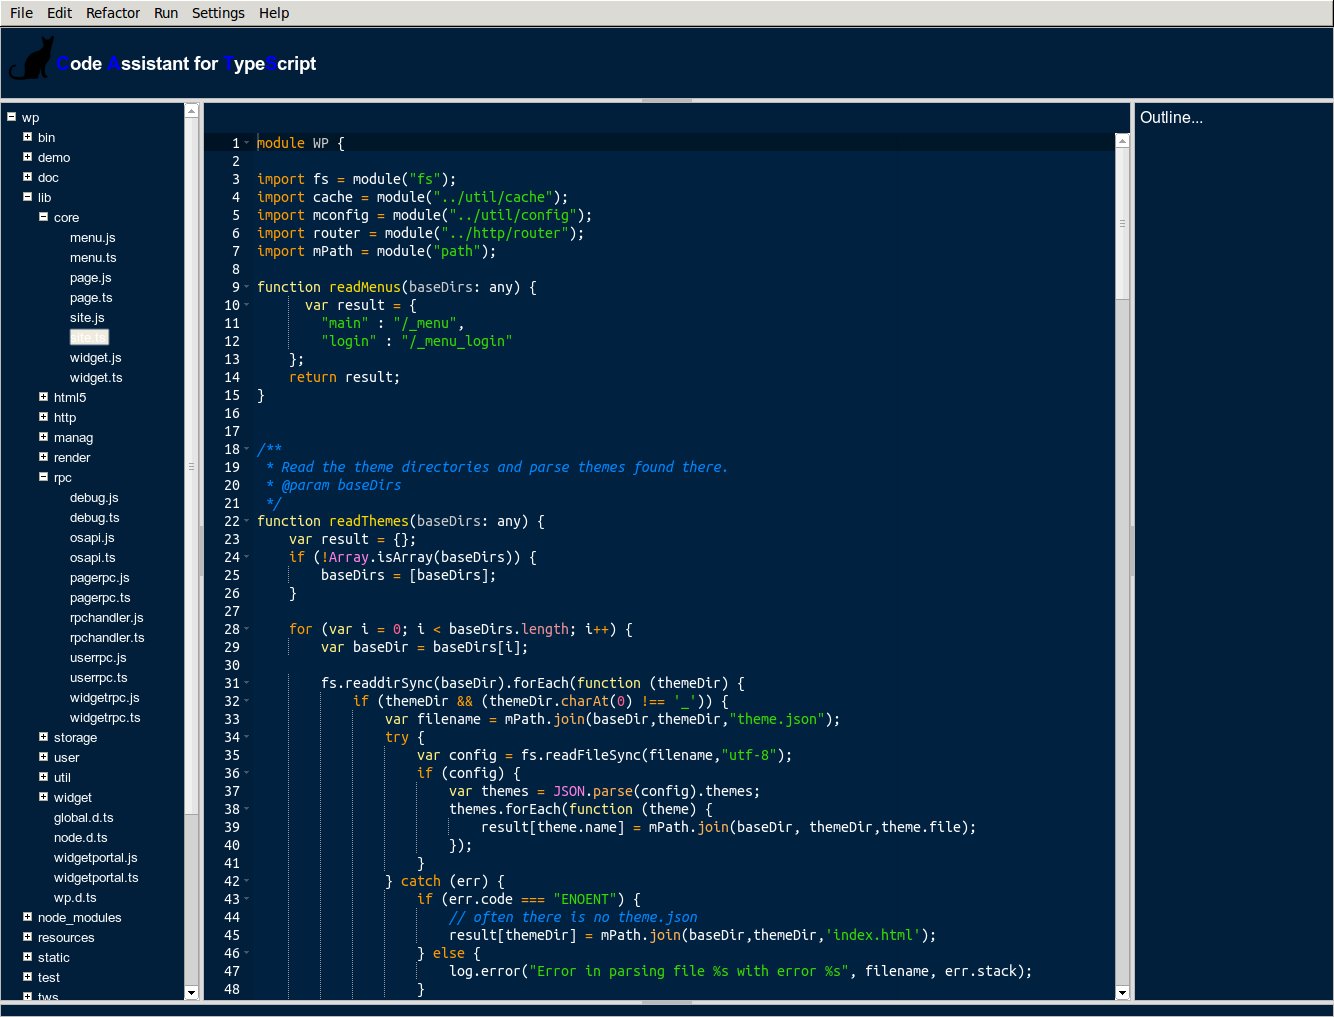 File Edit Refactor Run Settings Help
Code Assistant for TypeScript
wp
bin
demo
doc
lib
core
menu.js
menu.ts
page.js
page.ts
site.js
site.ts
widget.js
widget.ts
html5
http
manag
render
rpc
debug.js
debug.ts
osapi.js
osapi.ts
pagerpc.js
pagerpc.ts
rpchandler.js
rpchandler.ts
userrpc.js
userrpc.ts
widgetrpc.js
widgetrpc.ts
storage
user
util
widget
global.d.ts
node.d.ts
widgetportal.js
widgetportal.ts
wp.d.ts
node_modules
resources
static
test
tws
1 module WP {
2
3 import fs = module("fs");
4 import cache = module("../util/cache");
5 import mconfig = module("../util/config");
6 import router = module("../http/router");
7 import mPath = module("path");
8
9 function readMenus(baseDirs: any) {
10 var result = {
11 "main" : "/_menu",
12 "login" : "/_menu_login"
13 };
14 return result;
15 }
16
17
18 /**
19 * Read the theme directories and parse themes found there.
20 * @param baseDirs
21 */
22 function readThemes(baseDirs: any) {
23 var result = {};
24 if (!Array.isArray(baseDirs)) {
25 baseDirs = [baseDirs];
26 }
27
28 for (var i = 0; i < baseDirs.length; i++) {
29 var baseDir = baseDirs[i];
30
31 fs.readdirSync(baseDir).forEach(function (themeDir) {
32 if (themeDir && (themeDir.charAt(0) !== '_')) {
33 var filename = mPath.join(baseDir,themeDir,"theme.json");
34 try {
35 var config = fs.readFileSync(filename,"utf-8");
36 if (config) {
37 var themes = JSON.parse(config).themes;
38 themes.forEach(function (theme) {
39 result[theme.name] = mPath.join(baseDir, themeDir,theme.file);
40 });
41 }
42 } catch (err) {
43 if (err.code === "ENOENT") {
44 // often there is no theme.json
45 result[themeDir] = mPath.join(baseDir,themeDir,'index.html');
46 } else {
47 log.error("Error in parsing file %s with error %s", filename, err.stack);
48 }
Outline...